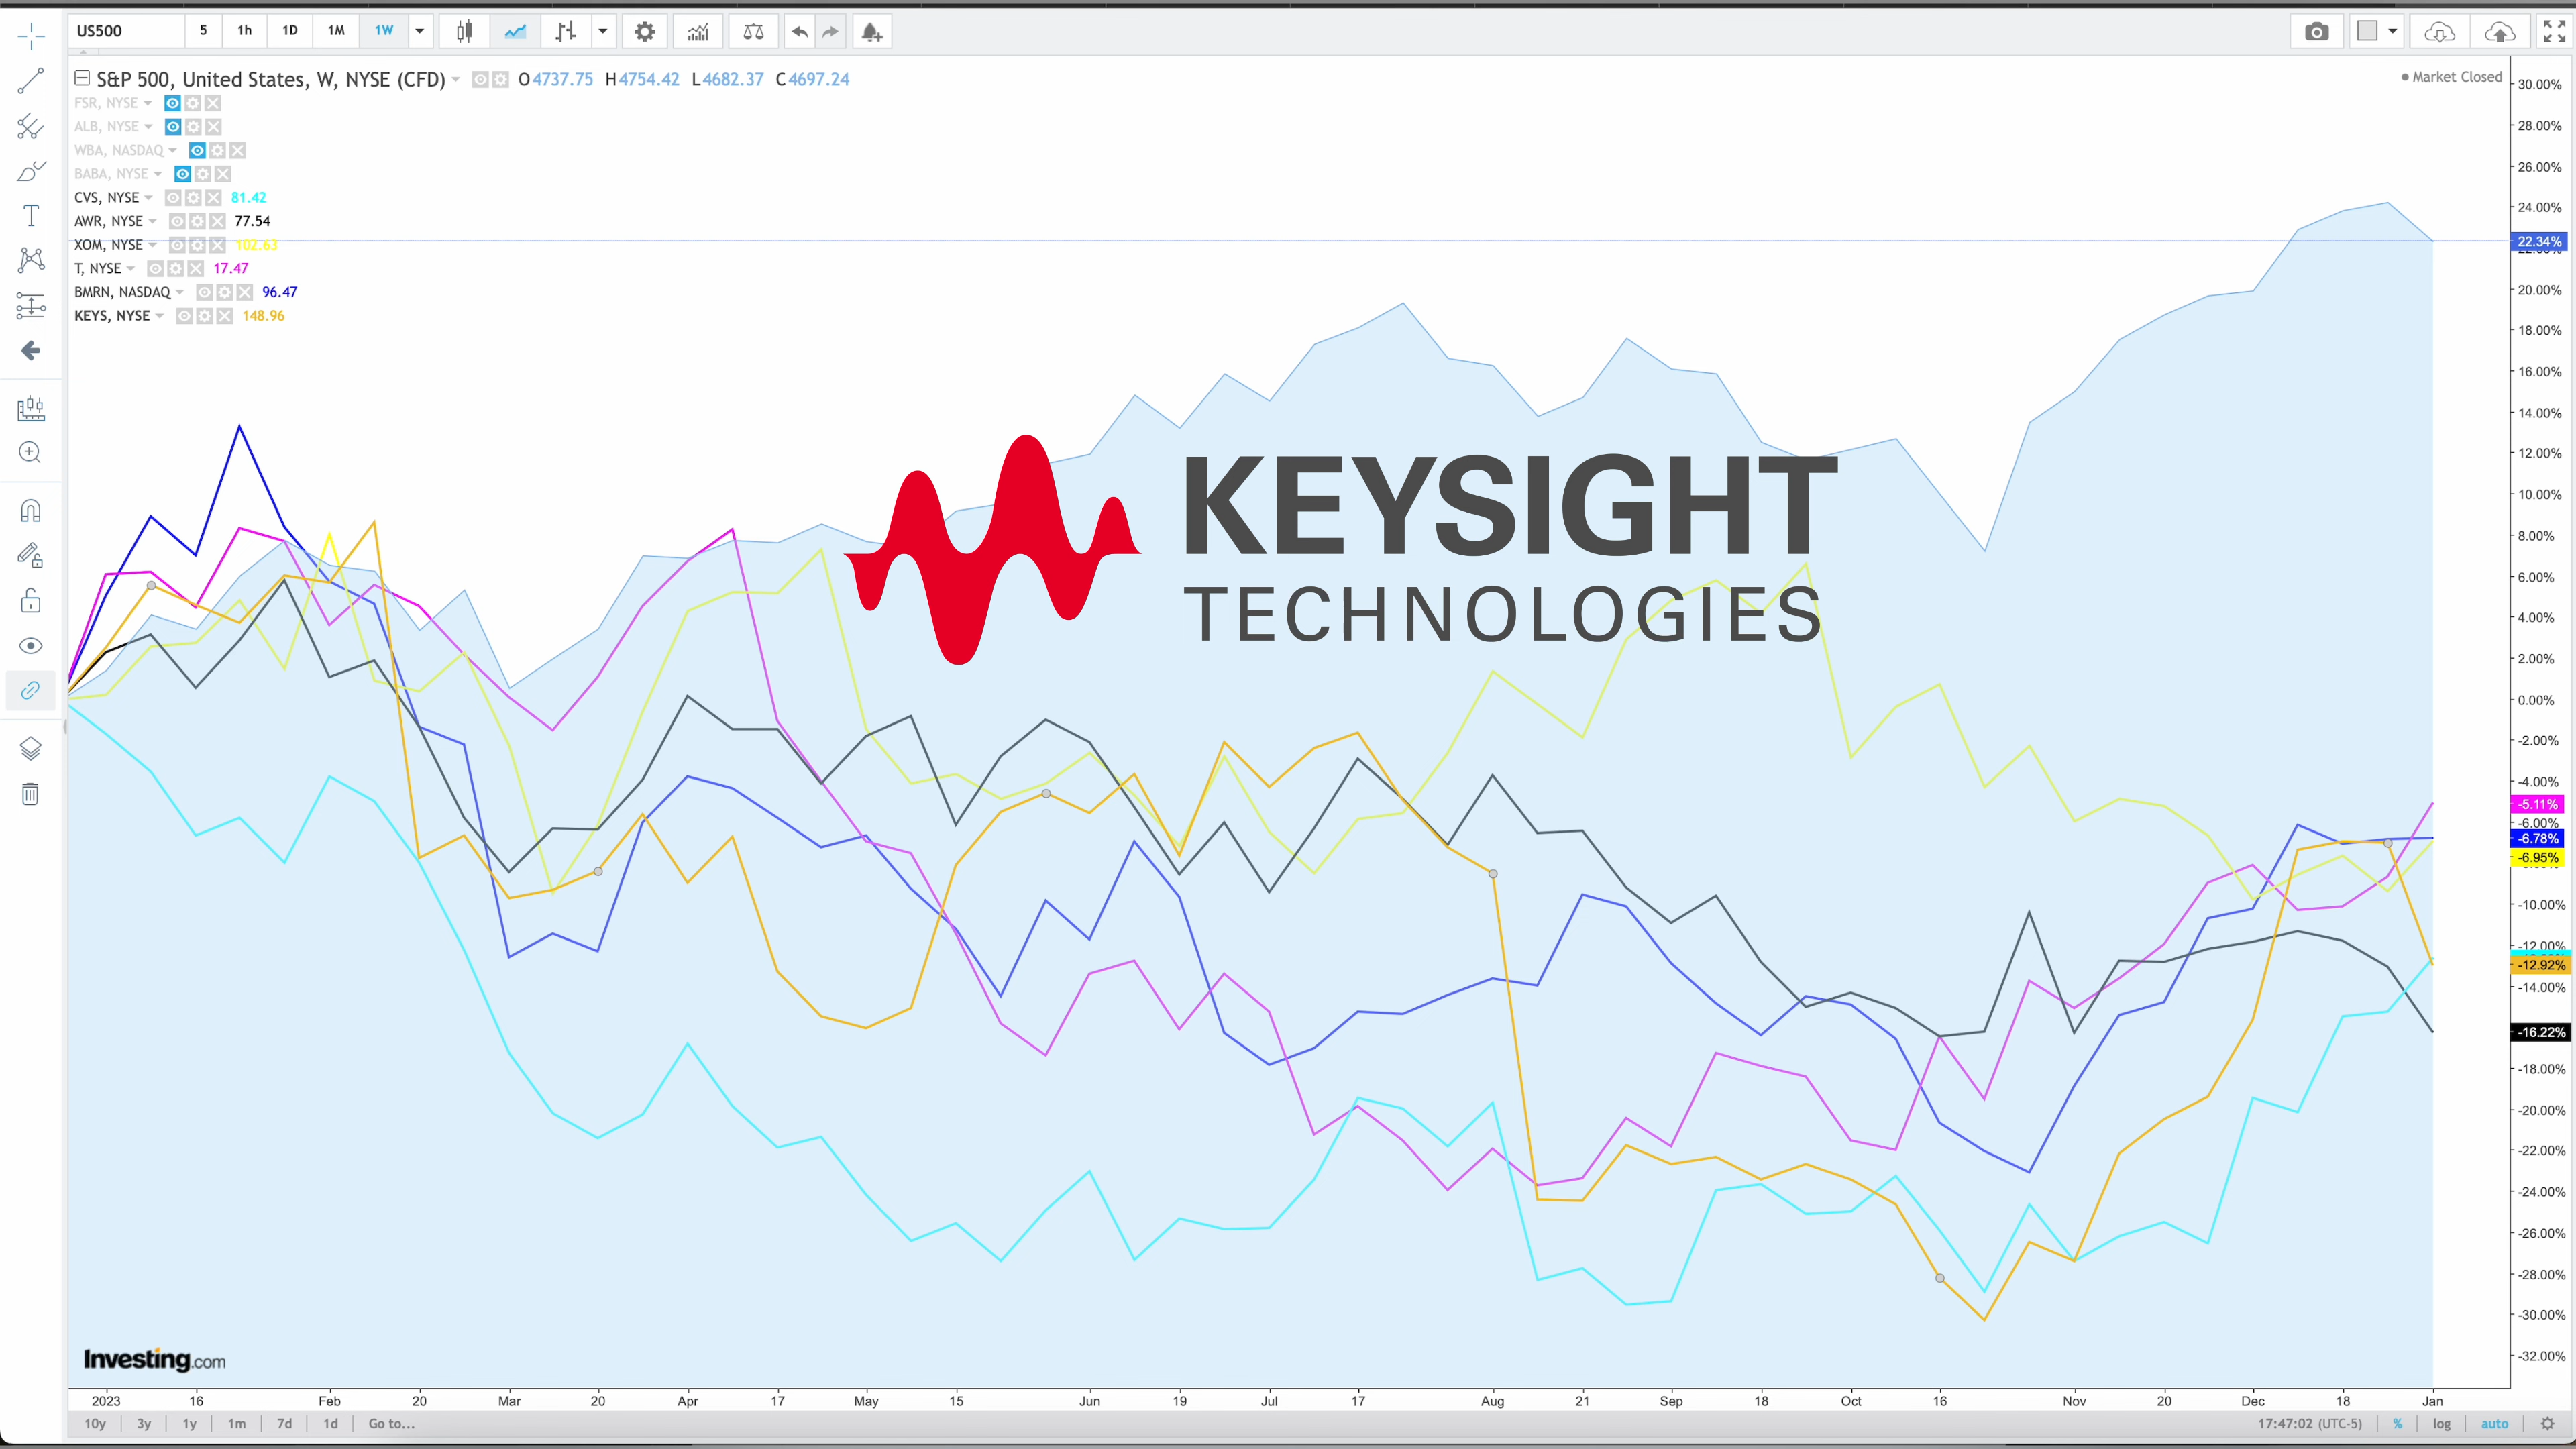 US500 5 1h 1D 1M 1W
S&P 500, United States, W, NYSE (CFD) O4737.75 H4754.42 L4682.37 C4697.24
Market Closed
FSR, NYSE
ALB, NYSE
WBA, NASDAQ
BABA, NYSE
CVS, NYSE 81.42
AWR, NYSE 77.54
XOM, NYSE 102.63
T, NYSE 17.47
BMRN, NASDAQ 96.47
KEYS, NYSE 148.96
KEYSIGHT
TECHNOLOGIES
30.00%
28.00%
26.00%
24.00%
22.34%
20.00%
18.00%
16.00%
14.00%
12.00%
10.00%
8.00%
6.00%
4.00%
2.00%
0.00%
-2.00%
-4.00%
-5.11%
-6.00%
-6.78%
-6.95%
-10.00%
-12.00%
-12.92%
-14.00%
-16.22%
-18.00%
-20.00%
-22.00%
-24.00%
-26.00%
-28.00%
-30.00%
-32.00%
Investing.com
2023 16 Feb 20 Mar 20 Apr 17 May 15 Jun 19 Jul 17 Aug 21 Sep 18 Oct 16 Nov 20 Dec 18 Jan
10y 3y 1y 1m 7d 1d Go to... 17:47:02 (UTC-5) % log auto